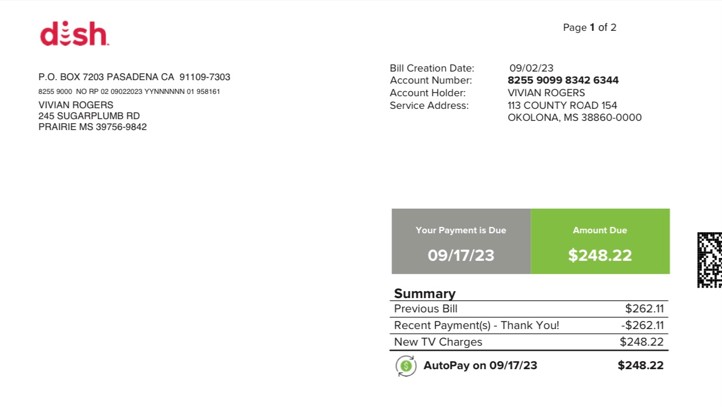 dish
Page 1 of 2
P.O. BOX 7203 PASADENA CA 91109-7303
8255 9000 NO RP 02 09022023 YYNNNNNN 01 958161
VIVIAN ROGERS
245 SUGARPLUMB RD
PRAIRIE MS 39756-9842
Bill Creation Date: 09/02/23
Account Number: 8255 9099 8342 6344
Account Holder: VIVIAN ROGERS
Service Address: 113 COUNTY ROAD 154
OKOLONA, MS 38860-0000
Your Payment is Due
09/17/23
Amount Due
$248.22
Summary
Previous Bill $262.11
Recent Payment(s) - Thank You! -$262.11
New TV Charges $248.22
$ AutoPay on 09/17/23 $248.22